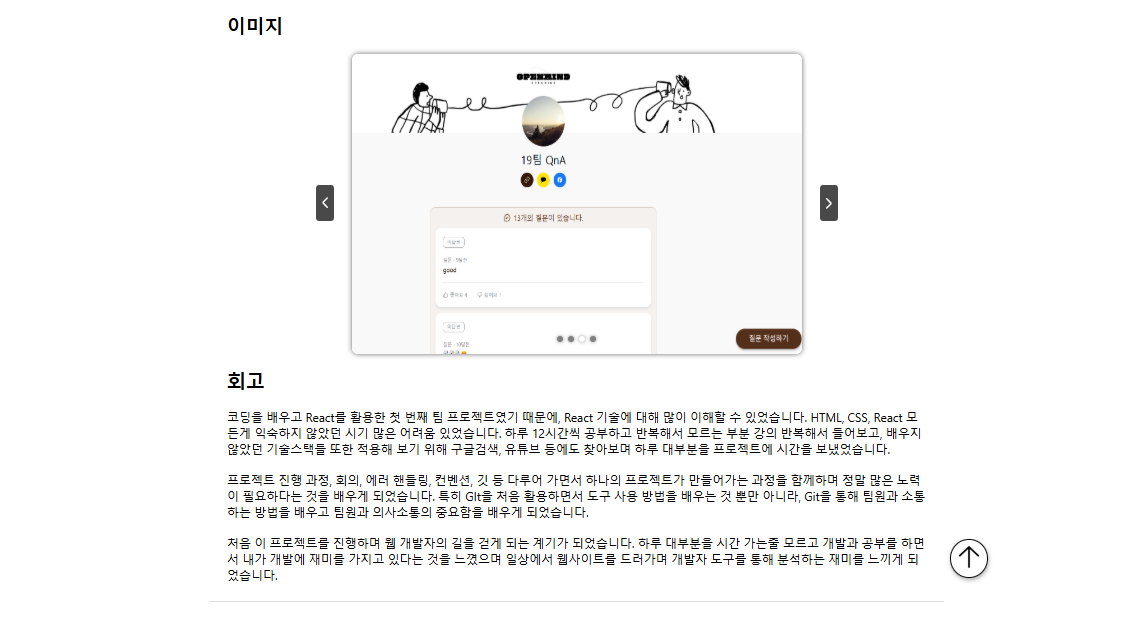 이미지
OPENMIND
19팀 QnA
13개의 질문이 있습니다.
미답변
질문 · 9달전
good
좋아요 4 싫어요 1
미답변
질문 · 10달전
질문 작성하기
회고
코딩을 배우고 React를 활용한 첫 번째 팀 프로젝트였기 때문에, React 기술에 대해 많이 이해할 수 있었습니다. HTML, CSS, React 모
든게 익숙하지 않았던 시기 많은 어려움 있었습니다. 하루 12시간씩 공부하고 반복해서 모르는 부분 강의 반복해서 들어보고, 배우지
않았던 기술스택들 또한 적용해 보기 위해 구글검색, 유튜브 등에도 찾아보며 하루 대부분을 프로젝트에 시간을 보냈었습니다.
프로젝트 진행 과정, 회의, 에러 핸들링, 컨벤션, 깃 등 다루어 가면서 하나의 프로젝트가 만들어가는 과정을 함께하며 정말 많은 노력
이 필요하다는 것을 배우게 되었습니다. 특히 GIt을 처음 활용하면서 도구 사용 방법을 배우는 것 뿐만 아니라, Git을 통해 팀원과 소통
하는 방법을 배우고 팀원과 의사소통의 중요함을 배우게 되었습니다.
처음 이 프로젝트를 진행하며 웹 개발자의 길을 걷게 되는 계기가 되었습니다. 하루 대부분을 시간 가는줄 모르고 개발과 공부를 하면
서 내가 개발에 재미를 가지고 있다는 것을 느꼈으며 일상에서 웹사이트를 드러가며 개발자 도구를 통해 분석하는 재미를 느끼게 되
었습니다.